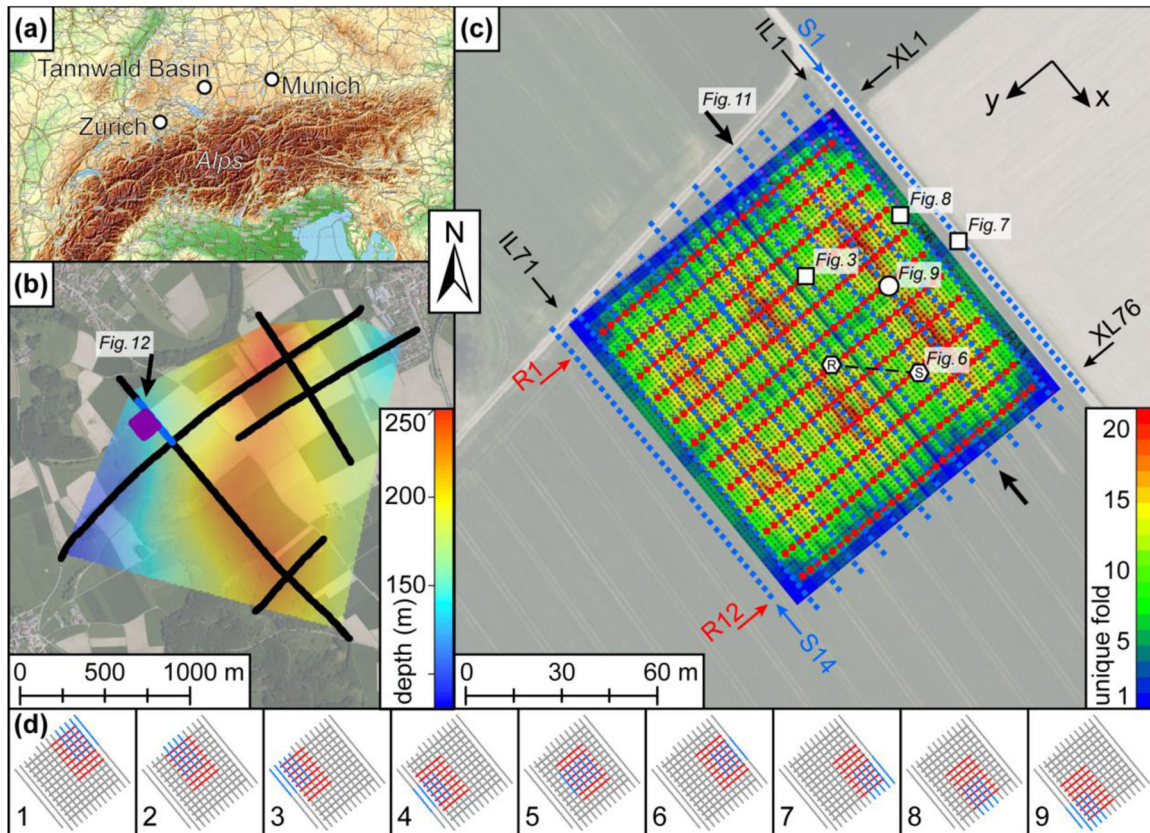 (a)
Tannwald Basin
Munich
Zurich
Alps
N
(b)
Fig. 12
250
200
150
depth (m)
0 500 1000 m
(c)
S1
IL1
XL1
y
x
Fig. 11
Fig. 8
Fig. 7
IL71
Fig. 3
Fig. 9
XL76
R1
R
S
Fig. 6
R12
S14
0 30 60 m
20
15
10
5
1
unique fold
(d)
1 2 3 4 5 6 7 8 9